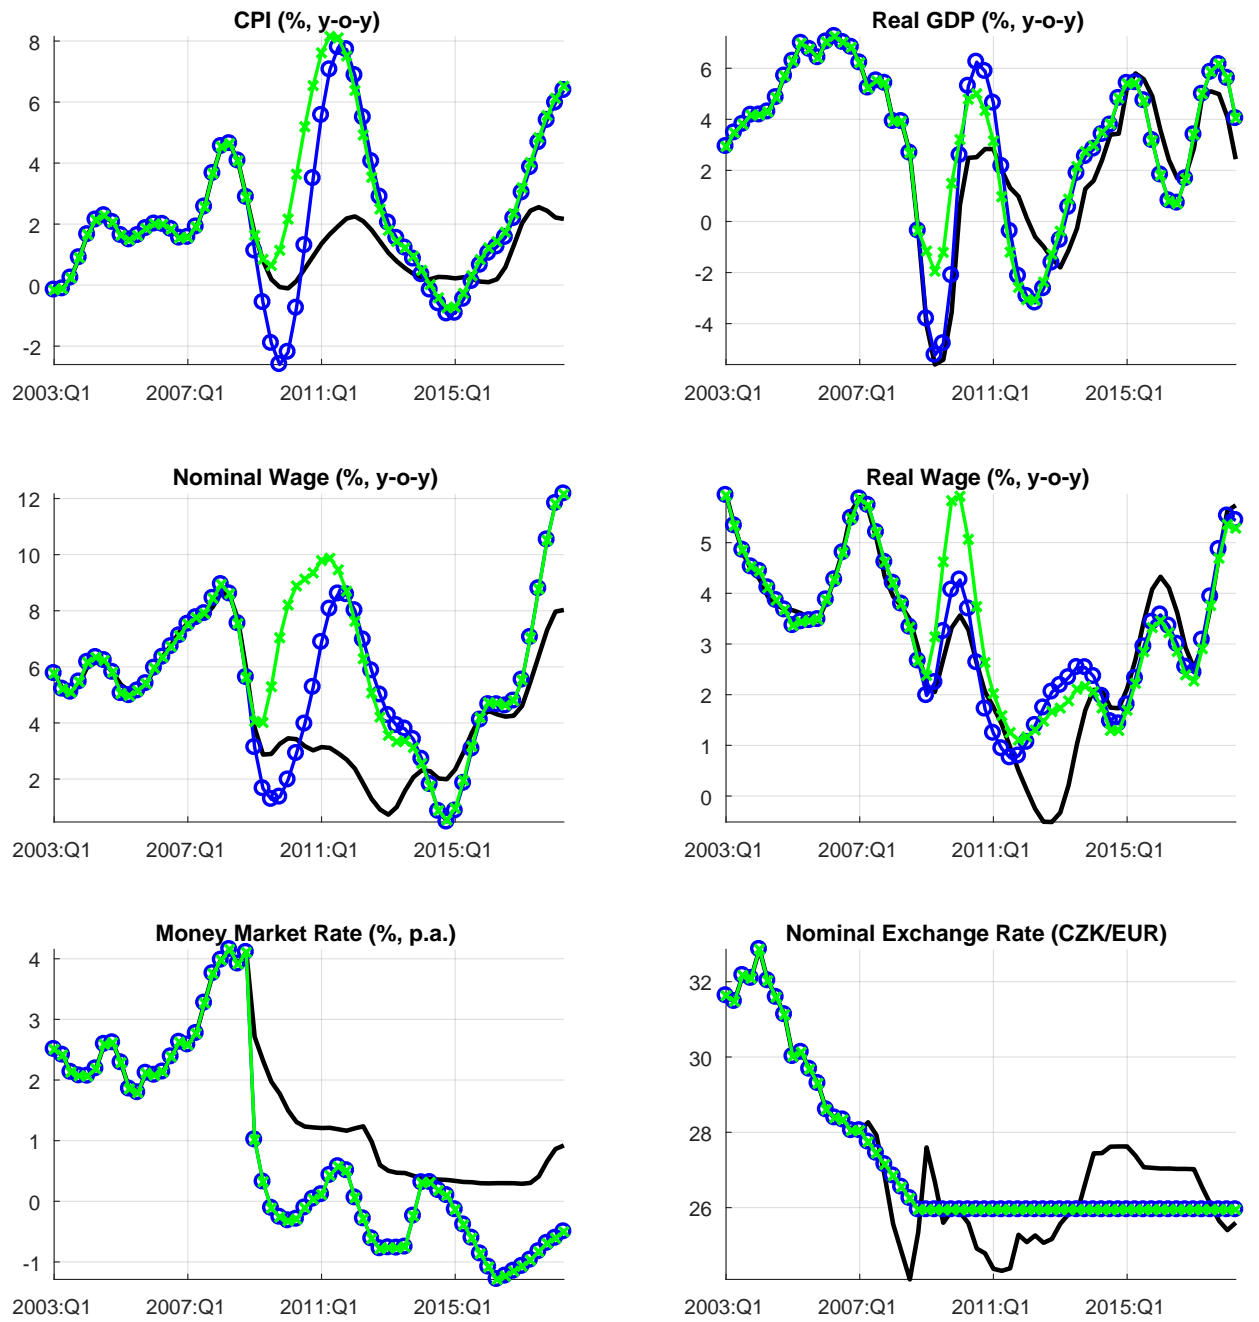 CPI (%, y-o-y)
8
6
4
2
0
-2
2003:Q1 2007:Q1 2011:Q1 2015:Q1
Real GDP (%, y-o-y)
6
4
2
0
-2
-4
2003:Q1 2007:Q1 2011:Q1 2015:Q1
Nominal Wage (%, y-o-y)
12
10
8
6
4
2
2003:Q1 2007:Q1 2011:Q1 2015:Q1
Real Wage (%, y-o-y)
5
4
3
2
1
0
2003:Q1 2007:Q1 2011:Q1 2015:Q1
Money Market Rate (%, p.a.)
4
3
2
1
0
-1
2003:Q1 2007:Q1 2011:Q1 2015:Q1
Nominal Exchange Rate (CZK/EUR)
32
30
28
26
2003:Q1 2007:Q1 2011:Q1 2015:Q1